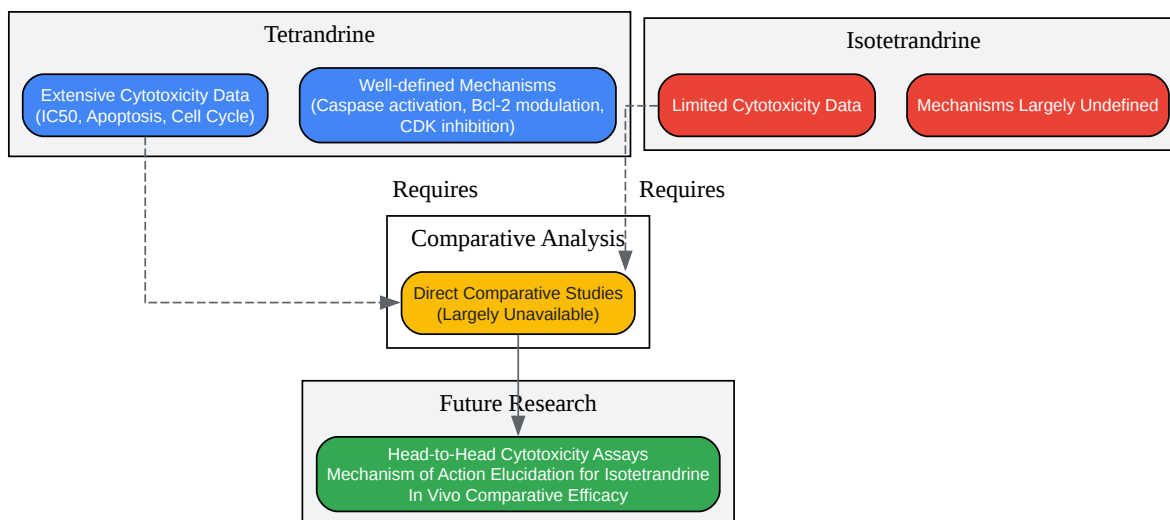 Tetrandrine
Extensive Cytotoxicity Data
(IC50, Apoptosis, Cell Cycle)
Well-defined Mechanisms
(Caspase activation, Bcl-2 modulation,
CDK inhibition)
Isotetrandrine
Limited Cytotoxicity Data
Mechanisms Largely Undefined
Requires
Requires
Comparative Analysis
Direct Comparative Studies
(Largely Unavailable)
Future Research
Head-to-Head Cytotoxicity Assays
Mechanism of Action Elucidation for Isotetrandrine
In Vivo Comparative Efficacy